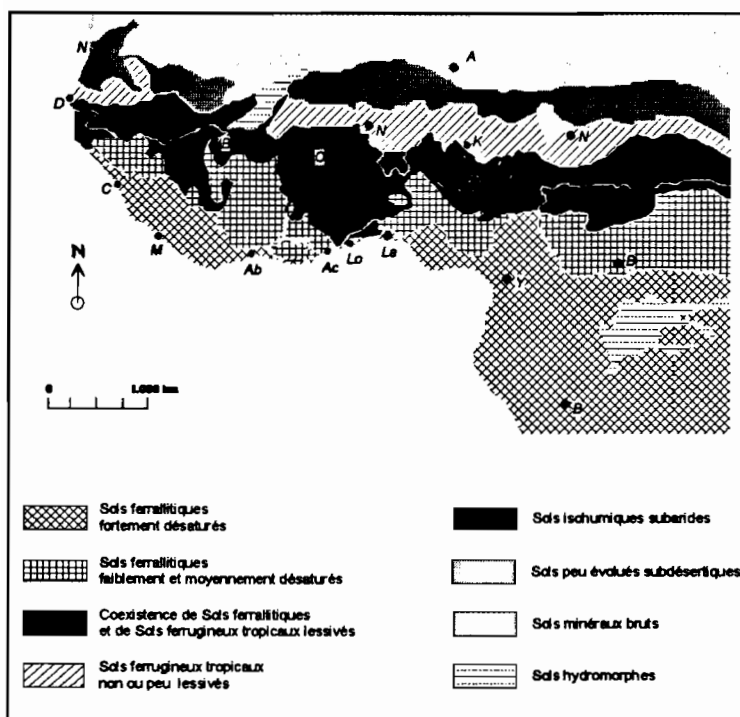 N
A
D
N
K
N
B
O
C
M
Ab
Ac
Lo
La
B
Y
B
N
0 1.000 km
Sols ferrallitiques
fortement désaturés
Sols ferrallitiques
faiblement et moyennement désaturés
Coexistence de Sols ferrallitiques
et de Sols ferrugineux tropicaux lessivés
Sols ferrugineux tropicaux
non ou peu lessivés
Sols isohumiques subarides
Sols peu évolués subdésertiques
Sols minéraux bruts
Sols hydromorphes